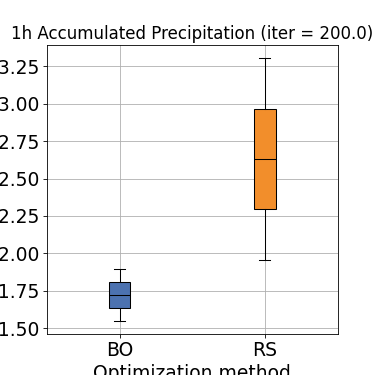 1h Accumulated Precipitation (iter = 200.0)
3.25
3.00
2.75
2.50
2.25
2.00
1.75
1.50
BO RS
Optimization method